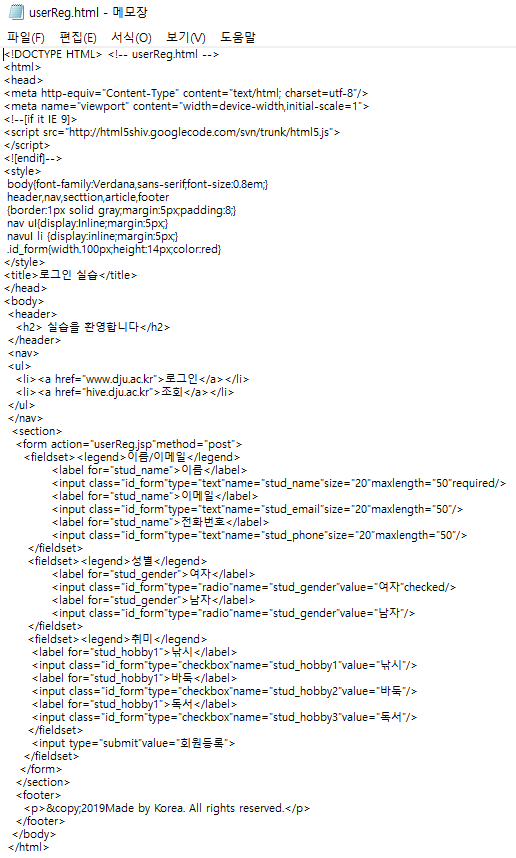 userReg.html - 메모장
파일(F) 편집(E) 서식(O) 보기(V) 도움말
<!DOCTYPE HTML> <!-- userReg.html -->
<html>
<head>
<meta http-equiv="Content-Type" content="text/html; charset=utf-8"/>
<meta name="viewport" content="width=device-width,initial-scale=1">
<!--[if it IE 9]>
<script src="http://html5shiv.googlecode.com/svn/trunk/html5.js">
</script>
<![endif]-->
<style>
body{font-family:Verdana,sans-serif;font-size:0.8em;}
header,nav,secttion,article,footer
{border:1px solid gray;margin:5px;padding:8;}
nav ul{display:Inline;margin:5px;}
navul li {display:inline;margin:5px;}
.id_form{width.100px;height:14px;color:red}
</style>
<title>로그인 실습</title>
</head>
<body>
<header>
<h2> 실습을 환영합니다</h2>
</header>
<nav>
<ul>
<li><a href="www.dju.ac.kr">로그인</a></li>
<li><a href="hive.dju.ac.kr">조회</a></li>
</ul>
</nav>
<section>
<form action="userReg.jsp"method="post">
<fieldset><legend>이름/이메일</legend>
<label for="stud_name">이름</label>
<input class="id_form"type="text"name="stud_name"size="20"maxlength="50"required/>
<label for="stud_name">이메일</label>
<input class="id_form"type="text"name="stud_email"size="20"maxlength="50"/>
<label for="stud_name">전화번호</label>
<input class="id_form"type="text"name="stud_phone"size="20"maxlength="50"/>
</fieldset>
<fieldset><legend>성별</legend>
<label for="stud_gender">여자</label>
<input class="id_form"type="radio"name="stud_gender"value="여자"checked/>
<label for="stud_gender">남자</label>
<input class="id_form"type="radio"name="stud_gender"value="남자"/>
</fieldset>
<fieldset><legend>취미</legend>
<label for="stud_hobby1">낚시</label>
<input class="id_form"type="checkbox"name="stud_hobby1"value="낚시"/>
<label for="stud_hobby1">바둑</label>
<input class="id_form"type="checkbox"name="stud_hobby2"value="바둑"/>
<label for="stud_hobby1">독서</label>
<input class="id_form"type="checkbox"name="stud_hobby3"value="독서"/>
</fieldset>
<input type="submit"value="회원등록">
</fieldset>
</form>
</section>
<footer>
<p>&copy;2019Made by Korea. All rights reserved.</p>
</footer>
</body>
</html>